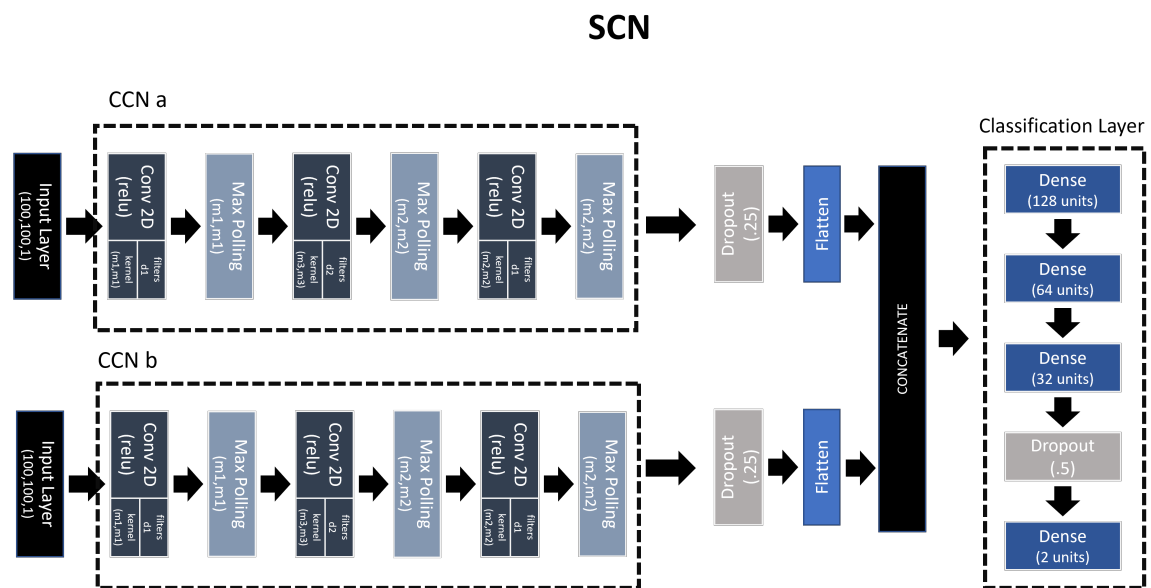 SCN
CCN a
Input Layer
(100,100,1)
Conv 2D
(relu)
filters
d1
kernel
(m1,m1)
Max Polling
(m1,m1)
Conv 2D
(relu)
filters
d2
kernel
(m3,m3)
Max Polling
(m2,m2)
Conv 2D
(relu)
filters
d1
kernel
(m2,m2)
Max Polling
(m2,m2)
Dropout
(.25)
Flatten
CCN b
Input Layer
(100,100,1)
Conv 2D
(relu)
filters
d1
kernel
(m1,m1)
Max Polling
(m1,m1)
Conv 2D
(relu)
filters
d2
kernel
(m3,m3)
Max Polling
(m2,m2)
Conv 2D
(relu)
filters
d1
kernel
(m2,m2)
Max Polling
(m2,m2)
Dropout
(.25)
Flatten
CONCATENATE
Classification Layer
Dense
(128 units)
Dense
(64 units)
Dense
(32 units)
Dropout
(.5)
Dense
(2 units)